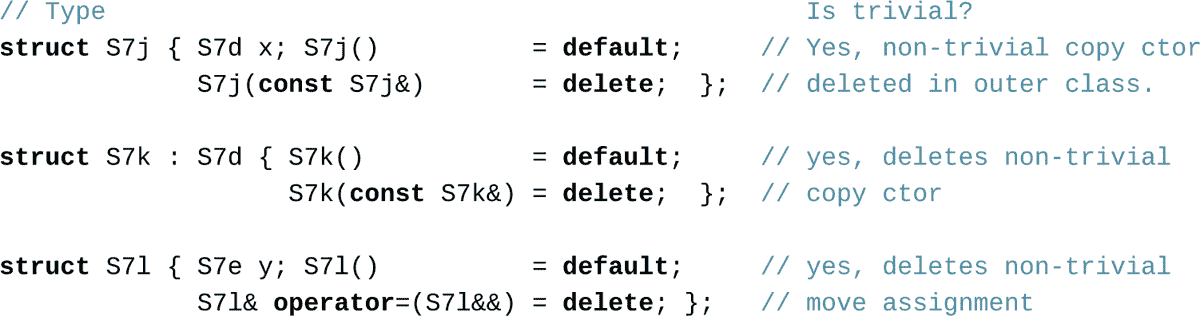 // Type                                       Is trivial?
struct S7j { S7d x; S7j()          = default;     // Yes, non-trivial copy ctor
             S7j(const S7j&)       = delete;  };  // deleted in outer class.
struct S7k : S7d { S7k()           = default;     // yes, deletes non-trivial
                   S7k(const S7k&) = delete;  };  // copy ctor
struct S7l { S7e y; S7l()          = default;     // yes, deletes non-trivial
             S7l& operator=(S7l&&) = delete; };   // move assignment